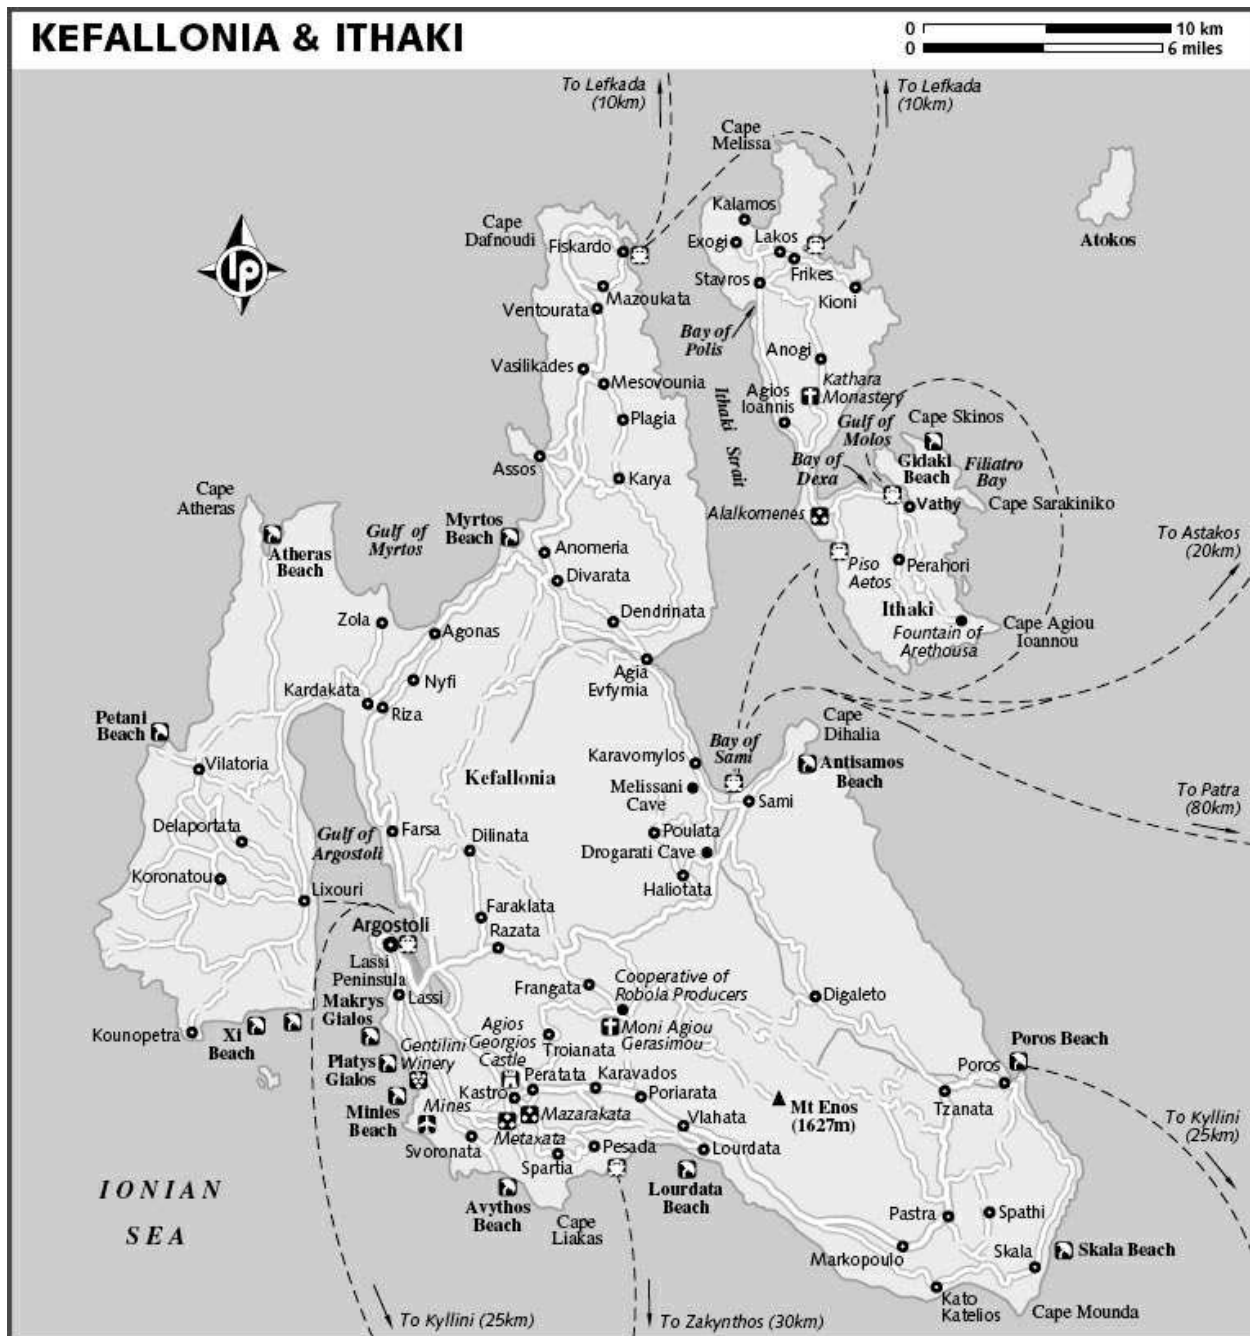 KEFALLONIA & ITHAKI
0 10 km
0 6 miles
To Lefkada
(10km)
To Lefkada
(10km)
Cape
Melissa
Cape
Dafnoudi
Kalamos
Exogi
Lakos
Frikes
Stavros
Kioni
Atokos
lp
Fiskardo
Mazoukata
Ventourata
Bay of
Polis
Anogi
Vasilikades
Mesovounia
Kathara
Monastery
Agios
Ioannis
Ithaki Strait
Plagia
Gulf of
Molos
Cape Skinos
Gidaki
Beach
Filiatro
Bay
Assos
Karya
Bay of
Dexa
Cape Sarakiniko
Vathy
Alalkomenes
Cape
Atheras
Atheras
Beach
Gulf of
Myrtos
Myrtos
Beach
Anomeria
Divarata
Piso
Aetos
Perahori
To Astakos
(20km)
Ithaki
Fountain of
Arethousa
Cape Agiou
Ioannou
Zola
Agonas
Dendrinata
Agia
Evfymia
Nyfi
Kardakata
Riza
Petani
Beach
Vilatoria
Kefallonia
Karavomylos
Bay of
Sami
Cape
Dihalia
Antisamos
Beach
Melissani
Cave
Sami
To Patra
(80km)
Delaportata
Gulf of
Argostoli
Farsa
Dilinata
Poulata
Drogarati Cave
Haliotata
Koronatou
Lixouri
Argostoli
Faraklata
Razata
Lassi
Peninsula
Lassi
Frangata
Cooperative of
Robola Producers
Digaleto
Makrys
Gialos
Kounopetra
Xi
Beach
Gentilini
Winery
Agios
Georgios
Castle
Troianata
Moni Agiou
Gerasimou
Platys
Gialos
Poros Beach
Poros
Peratata
Karavados
Kastro
Poriarata
Mt Enos
(1627m)
Tzanata
Minies
Beach
Mines
Mazarakata
Vlahata
To Kyllini
(25km)
Metaxata
Svoronata
Spartia
Pesada
Lourdata
IONIAN
SEA
Avythos
Beach
Cape
Liakas
Lourdata
Beach
Pastra
Spathi
Markopoulo
Skala
Skala Beach
Kato
Katelios
Cape Mounda
To Kyllini (25km)
To Zakynthos (30km)